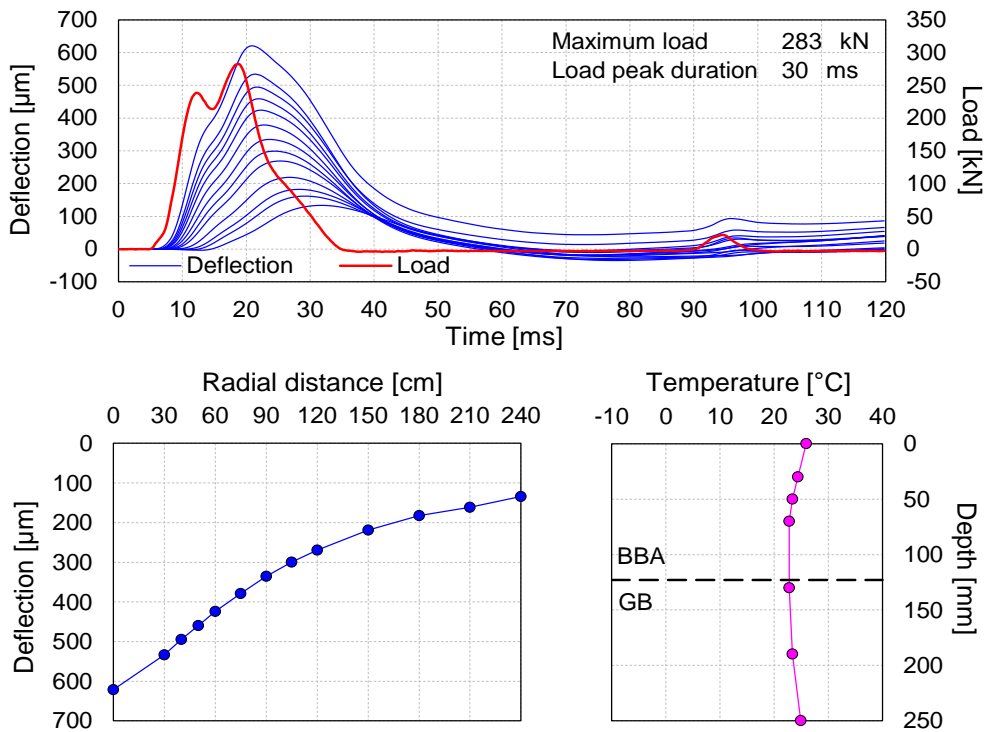 700
600
500
400
300
200
100
0
-100
Deflection [µm]
350
300
250
200
150
100
50
0
-50
Load [kN]
Maximum load 283 kN
Load peak duration 30 ms
Deflection Load
0 10 20 30 40 50 60 70 80 90 100 110 120
Time [ms]
Radial distance [cm]
0 30 60 90 120 150 180 210 240
0
100
200
300
400
500
600
700
Deflection [µm]
Temperature [°C]
-10 0 10 20 30 40
0
50
100
150
200
250
Depth [mm]
BBA
GB